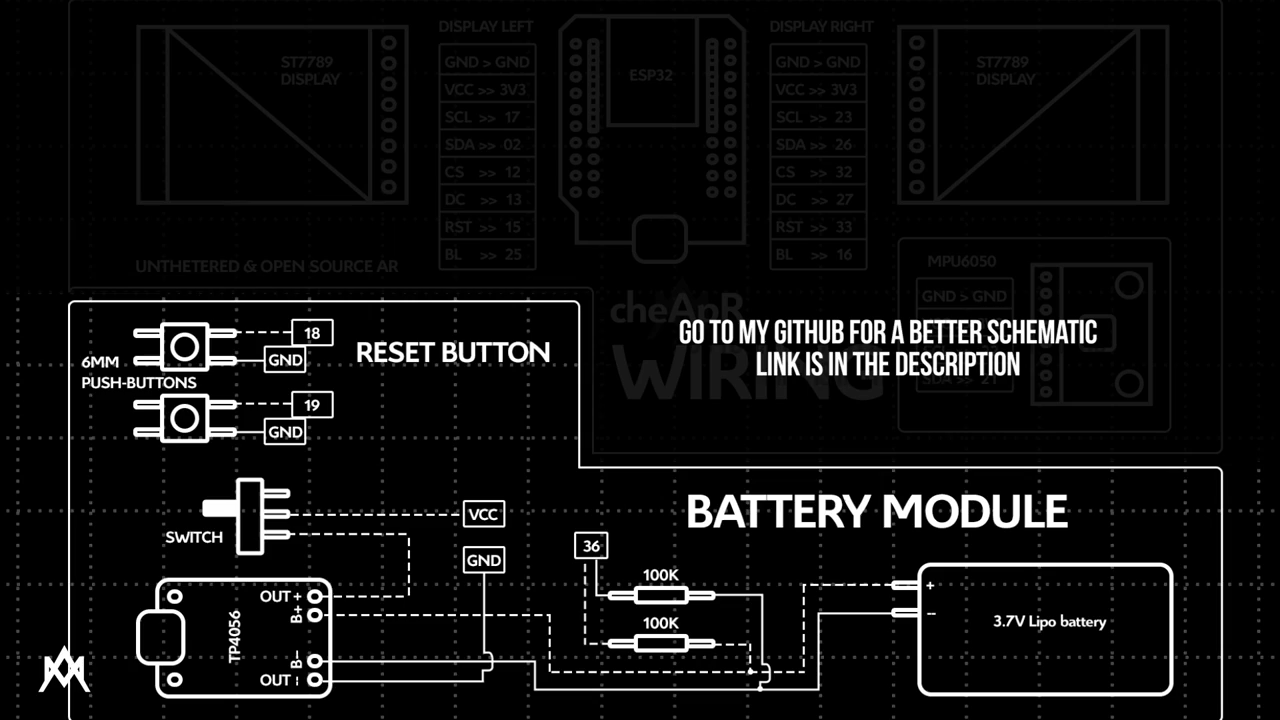 DISPLAY LEFT
DISPLAY RIGHT
ST7789
DISPLAY
GND > GND
VCC >> 3V3
SCL >> 17
SDA >> 02
CS >> 12
DC >> 13
RST >> 15
BL >> 25
ESP32
GND > GND
VCC >> 3V3
SCL >> 23
SDA >> 26
CS >> 32
DC >> 27
RST >> 33
BL >> 16
ST7789
DISPLAY
UNTHETERED & OPEN SOURCE AR
MPU6050
GND > GND
SDA >> 21
cheApR
WIRING
GO TO MY GITHUB FOR A BETTER SCHEMATIC
LINK IS IN THE DESCRIPTION
6MM
PUSH-BUTTONS
18
GND
19
GND
RESET BUTTON
SWITCH
VCC
GND
BATTERY MODULE
36
100K
100K
TP4056
OUT +
B+
B-
OUT -
+
-
3.7V Lipo battery